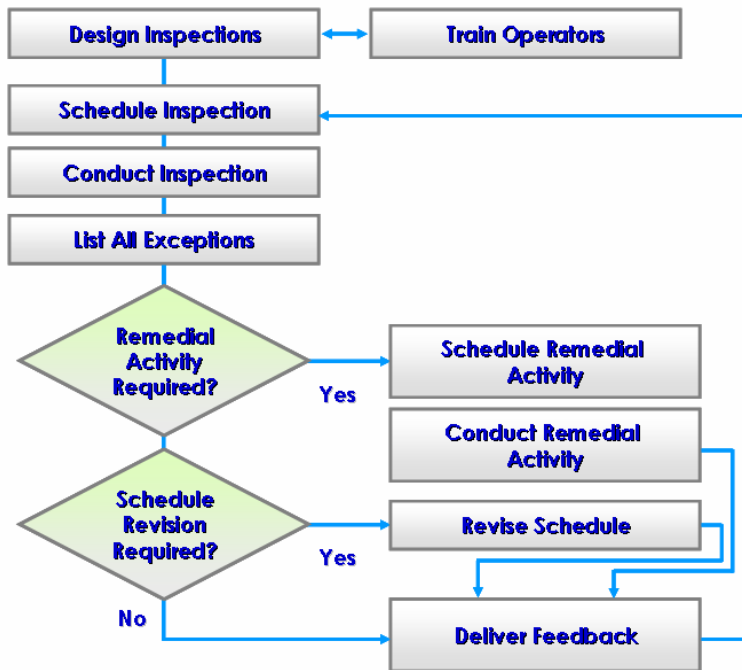 Design Inspections
Train Operators
Schedule Inspection
Conduct Inspection
List All Exceptions
Remedial
Activity
Required?
Yes
Schedule Remedial
Activity
Conduct Remedial
Activity
Schedule
Revision
Required?
Yes
Revise Schedule
No
Deliver Feedback